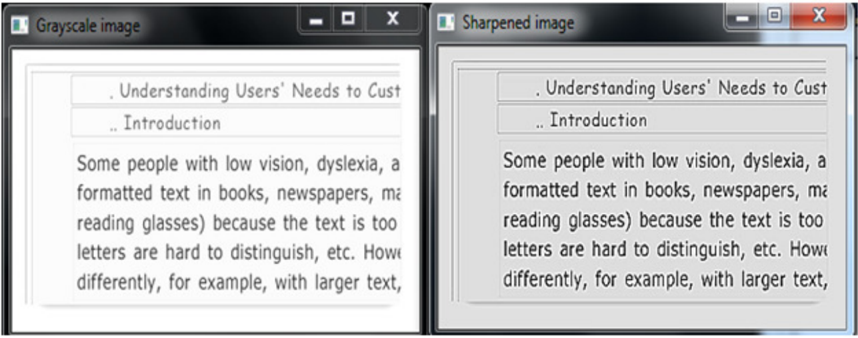 Grayscale image
. Understanding Users' Needs to Cust
.. Introduction
Some people with low vision, dyslexia, a
formatted text in books, newspapers, ma
reading glasses) because the text is too
letters are hard to distinguish, etc. Howe
differently, for example, with larger text,
Sharpened image
. Understanding Users' Needs to Cust
.. Introduction
Some people with low vision, dyslexia, a
formatted text in books, newspapers, ma
reading glasses) because the text is too
letters are hard to distinguish, etc. Howe
differently, for example, with larger text,